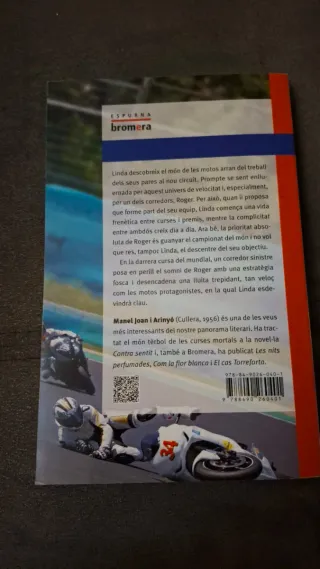 ESPURNA
bromera
Linda descobreix el món de les motos arran del treball
dels seus pares al nou circuit. Prompte se sent enllu-
ernada per aquest univers de velocitat i, especialment,
per un dels corredors, Roger. Per això, quan li proposa
que forme part del seu equip, Linda comença una vida
frenètica entre curses i premis, mentre la complicitat
entre ambdós creix dia a dia. Ara bé, la prioritat abso-
luta de Roger és guanyar el campionat del món i no vol
que res, tampoc Linda, el descentre del seu objectiu.
En la darrera cursa del mundial, un corredor sinistre
posa en perill el somni de Roger amb una estratègia
fosca i desencadena una lluita trepidant, tan veloç
com les motos protagonistes, en la qual Linda esde-
vindrà clau.
Manel Joan i Arinyó (Cullera, 1956) és una de les veus
més interessants del nostre panorama literari. Ha trac-
tat el món tèrbol de les curses mortals a la novel·la
Contra sentit i, també a Bromera, ha publicat Les nits
perfumades, Com la flor blanca i El cas Torreforta.
978-84-9026-040-1
9 788490 260401
34